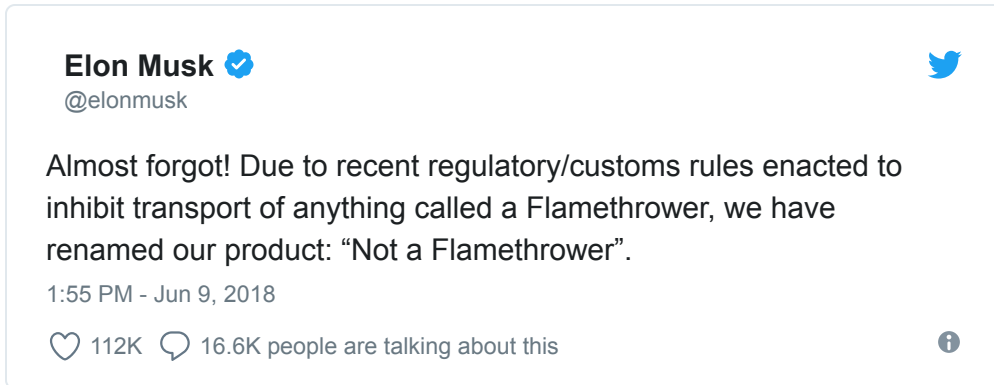 Elon Musk
@elonmusk
Almost forgot! Due to recent regulatory/customs rules enacted to
inhibit transport of anything called a Flamethrower, we have
renamed our product: “Not a Flamethrower”.
1:55 PM - Jun 9, 2018
112K 16.6K people are talking about this